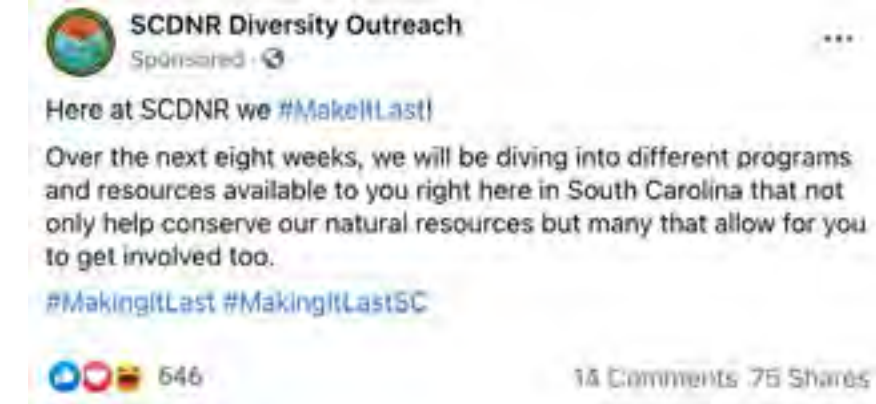 SCDNR Diversity Outreach
Sponsored ·
Here at SCDNR we #MakeItLast!
Over the next eight weeks, we will be diving into different programs
and resources available to you right here in South Carolina that not
only help conserve our natural resources but many that allow for you
to get involved too.
#MakingItLast #MakingItLastSC
546
14 Comments 75 Shares